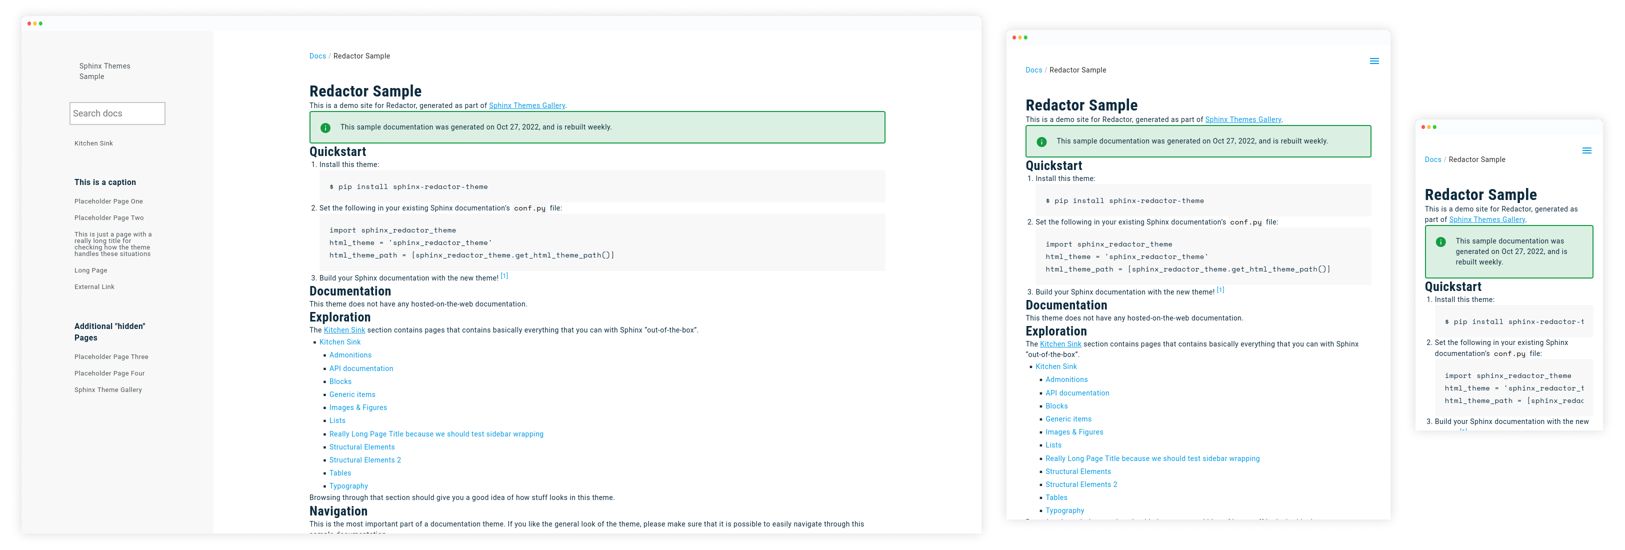 Sphinx Themes
Sample
Search docs
Kitchen Sink
This is a caption
Placeholder Page One
Placeholder Page Two
This is just a page with a
really long title for
checking how the theme
handles these situations
Long Page
External Link
Additional "hidden"
Pages
Placeholder Page Three
Placeholder Page Four
Sphinx Theme Gallery
Docs / Redactor Sample
Redactor Sample
This is a demo site for Redactor, generated as part of Sphinx Themes Gallery.
This sample documentation was generated on Oct 27, 2022, and is rebuilt weekly.
Quickstart
1. Install this theme:
$ pip install sphinx-redactor-theme
2. Set the following in your existing Sphinx documentation's conf.py file:
import sphinx_redactor_theme
html_theme = 'sphinx_redactor_theme'
html_theme_path = [sphinx_redactor_theme.get_html_theme_path()]
3. Build your Sphinx documentation with the new theme! [1]
Documentation
This theme does not have any hosted-on-the-web documentation.
Exploration
The Kitchen Sink section contains pages that contains basically everything that you can with Sphinx "out-of-the-box".
Kitchen Sink
Admonitions
API documentation
Blocks
Generic items
Images & Figures
Lists
Really Long Page Title because we should test sidebar wrapping
Structural Elements
Structural Elements 2
Tables
Typography
Browsing through that section should give you a good idea of how stuff looks in this theme.
Navigation
This is the most important part of a documentation theme. If you like the general look of the theme, please make sure that it is possible to easily navigate through this
Docs / Redactor Sample
Redactor Sample
This is a demo site for Redactor, generated as part of Sphinx Themes Gallery.
This sample documentation was generated on Oct 27, 2022, and is rebuilt weekly.
Quickstart
1. Install this theme:
$ pip install sphinx-redactor-theme
2. Set the following in your existing Sphinx documentation's conf.py file:
import sphinx_redactor_theme
html_theme = 'sphinx_redactor_theme'
html_theme_path = [sphinx_redactor_theme.get_html_theme_path()]
3. Build your Sphinx documentation with the new theme! [1]
Documentation
This theme does not have any hosted-on-the-web documentation.
Exploration
The Kitchen Sink section contains pages that contains basically everything that you can with Sphinx
"out-of-the-box".
Kitchen Sink
Admonitions
API documentation
Blocks
Generic items
Images & Figures
Lists
Really Long Page Title because we should test sidebar wrapping
Structural Elements
Structural Elements 2
Tables
Typography
Docs / Redactor Sample
Redactor Sample
This is a demo site for Redactor, generated as
part of Sphinx Themes Gallery.
This sample documentation was
generated on Oct 27, 2022, and is
rebuilt weekly.
Quickstart
1. Install this theme:
$ pip install sphinx-redactor-t
2. Set the following in your existing Sphinx
documentation's conf.py file:
import sphinx_redactor_theme
html_theme = 'sphinx_redactor_t
html_theme_path = [sphinx_redac
3. Build your Sphinx documentation with the new